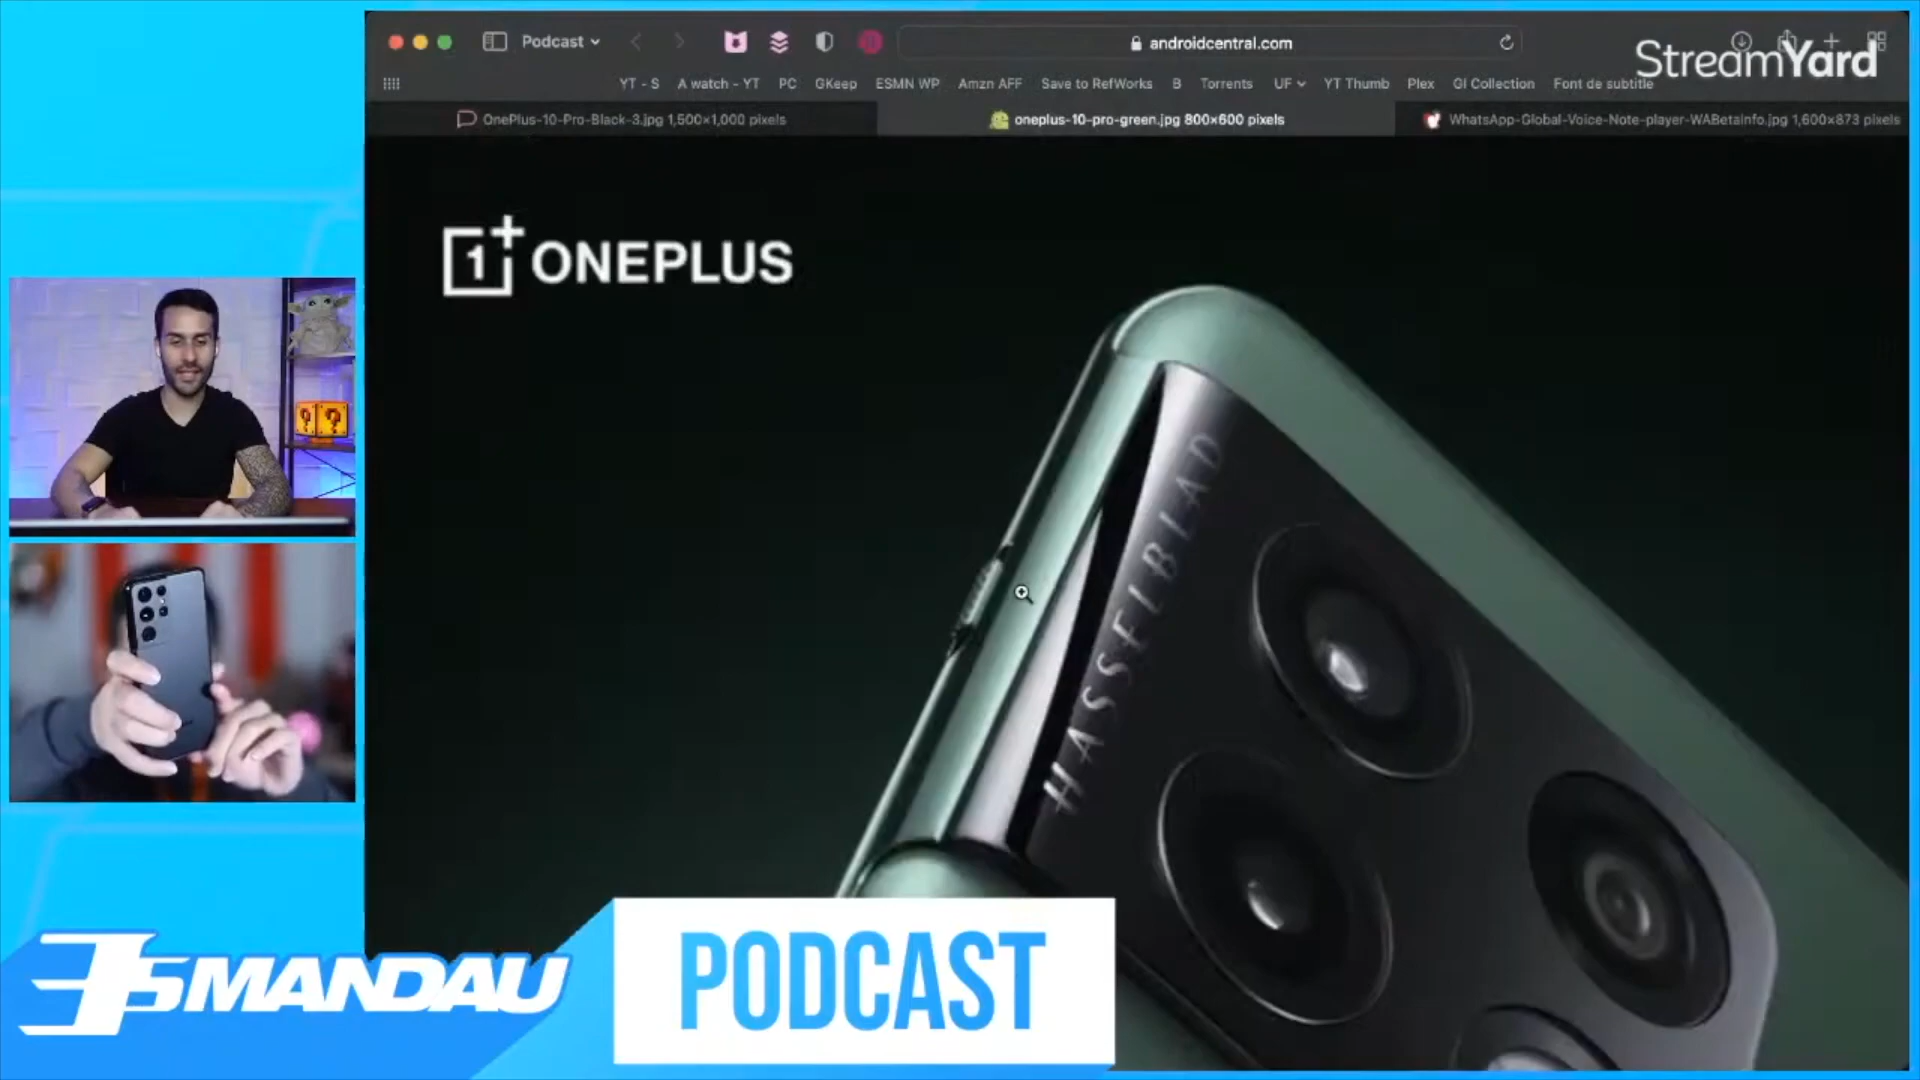 Podcast
androidcentral.com
StreamYard
YT - S
A watch - YT
PC
GKeep
ESMN WP
Amzn AFF
Save to RefWorks
B
Torrents
UF
YT Thumb
Plex
GI Collection
Font de subtitle
OnePlus-10-Pro-Black-3.jpg 1,500×1,000 pixels
oneplus-10-pro-green.jpg 800×600 pixels
WhatsApp-Global-Voice-Note-player-WABetaInfo.jpg 1,600×873 pixels
1+ ONEPLUS
HASSELBLAD
? ?
ESMANDAU
PODCAST